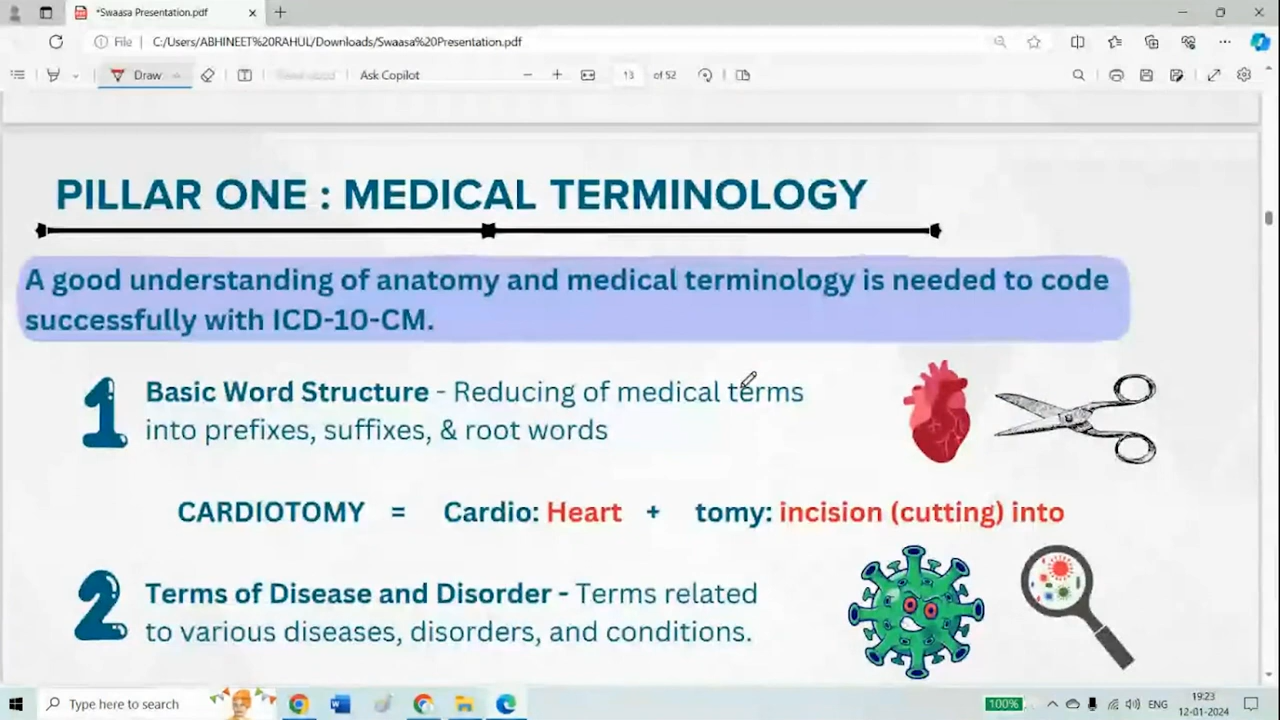 *Swaasa Presentation.pdf
File
C:/Users/ABHINEET%20RAHUL/Downloads/Swaasa%20Presentation.pdf
Draw
Ask Copilot
13 of 52
PILLAR ONE : MEDICAL TERMINOLOGY
A good understanding of anatomy and medical terminology is needed to code
successfully with ICD-10-CM.
1 Basic Word Structure - Reducing of medical terms
into prefixes, suffixes, & root words
CARDIOTOMY = Cardio: Heart + tomy: incision (cutting) into
2 Terms of Disease and Disorder - Terms related
to various diseases, disorders, and conditions.
Type here to search
100%
ENG
19:23
12-01-2024